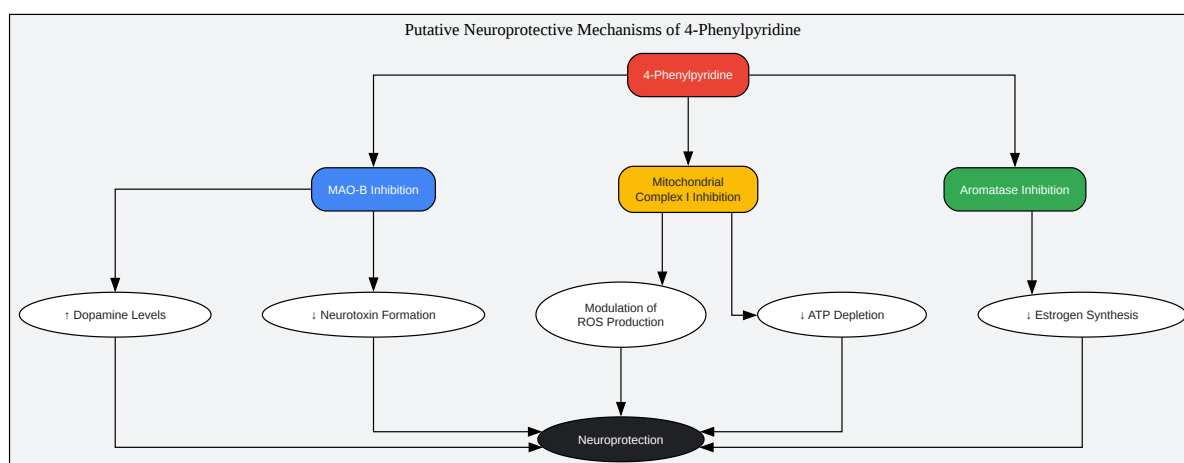 Putative Neuroprotective Mechanisms of 4-Phenylpyridine
4-Phenylpyridine
MAO-B Inhibition
Mitochondrial
Complex I Inhibition
Aromatase Inhibition
↑ Dopamine Levels
↓ Neurotoxin Formation
Modulation of
ROS Production
↓ ATP Depletion
↓ Estrogen Synthesis
Neuroprotection